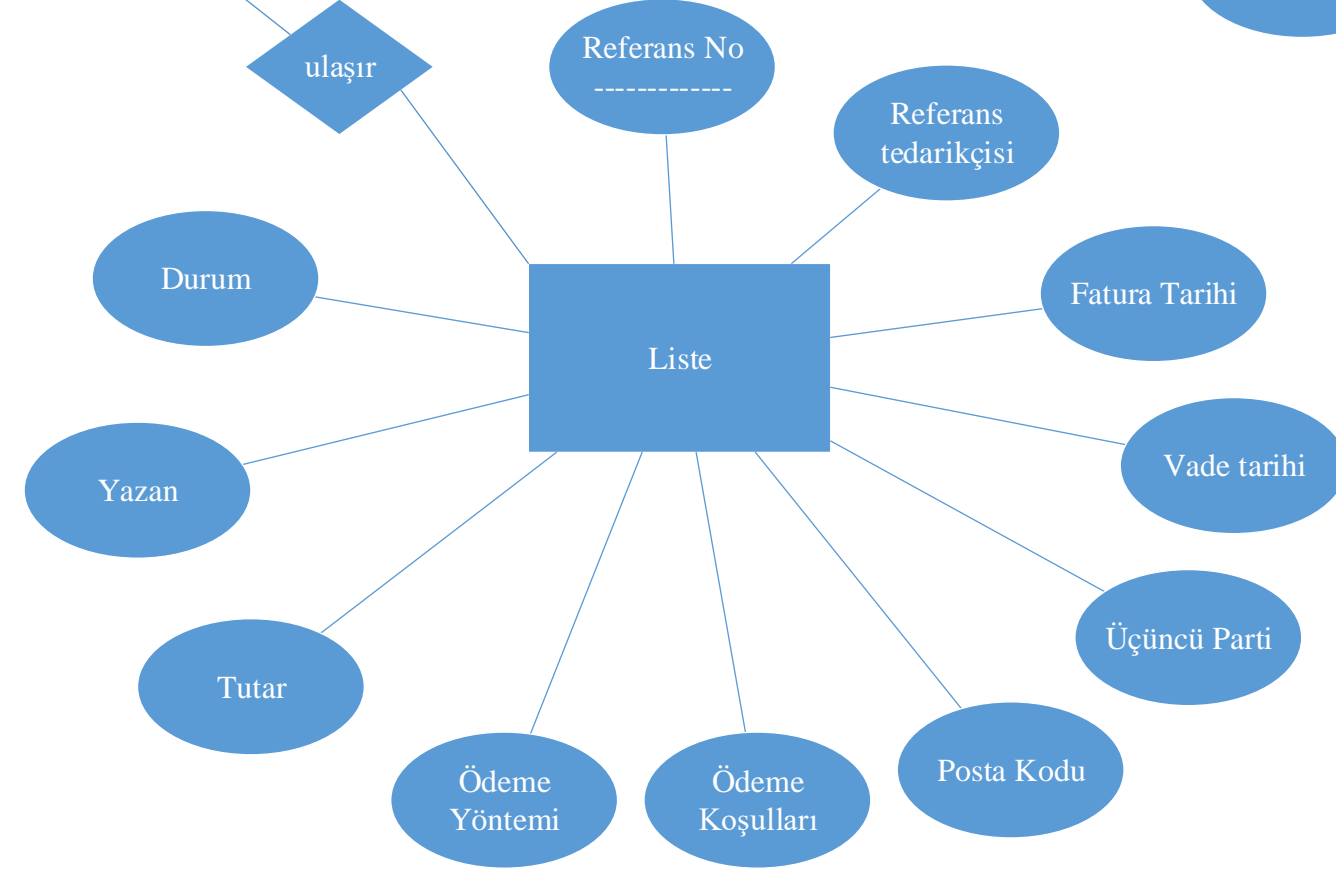 ulaşır
Referans No
-------------
Referans
tedarikçisi
Durum
Fatura Tarihi
Liste
Vade tarihi
Yazan
Üçüncü Parti
Tutar
Posta Kodu
Ödeme
Yöntemi
Ödeme
Koşulları